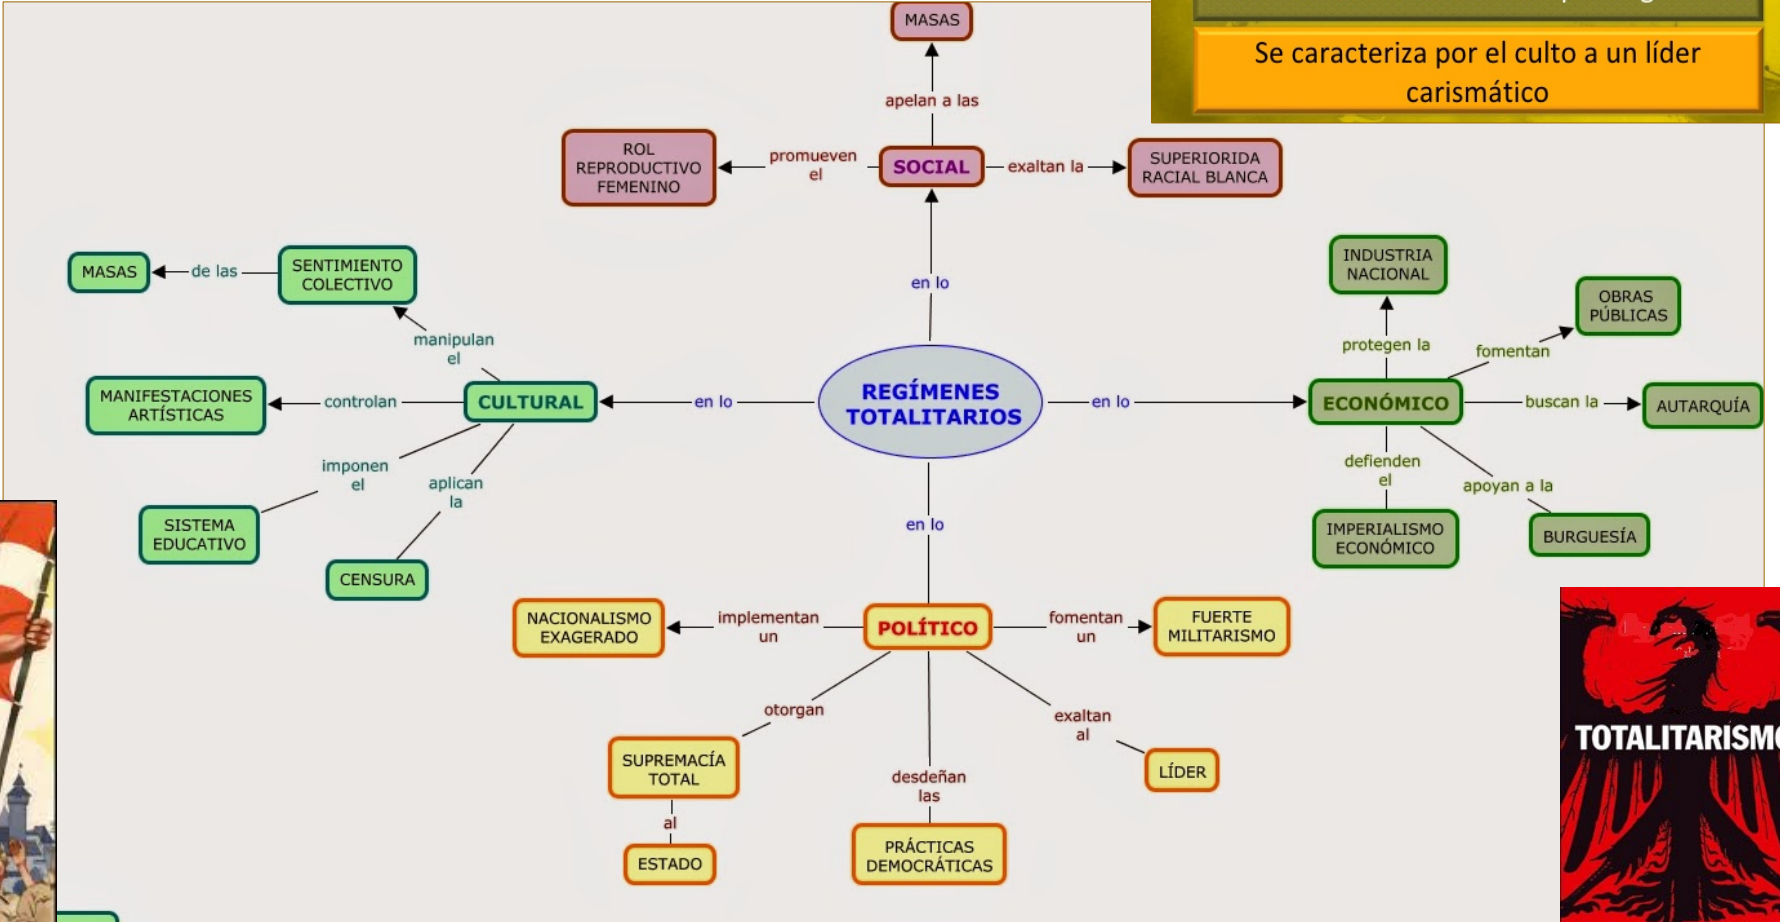 Se caracteriza por el culto a un líder
carismático
MASAS
apelan a las
ROL
REPRODUCTIVO
FEMENINO
promueven
el
SOCIAL
exaltan la
SUPERIORIDA
RACIAL BLANCA
en lo
MASAS
de las
SENTIMIENTO
COLECTIVO
manipulan
el
MANIFESTACIONES
ARTÍSTICAS
controlan
CULTURAL
en lo
imponen
el
SISTEMA
EDUCATIVO
aplican
la
CENSURA
REGÍMENES
TOTALITARIOS
en lo
ECONÓMICO
protegen la
INDUSTRIA
NACIONAL
fomentan
OBRAS
PÚBLICAS
buscan la
AUTARQUÍA
defienden
el
IMPERIALISMO
ECONÓMICO
apoyan a la
BURGUESÍA
en lo
POLÍTICO
implementan
un
NACIONALISMO
EXAGERADO
fomentan
un
FUERTE
MILITARISMO
otorgan
SUPREMACÍA
TOTAL
al
ESTADO
desdeñan
las
PRÁCTICAS
DEMOCRÁTICAS
exaltan
al
LÍDER
TOTALITARISMO